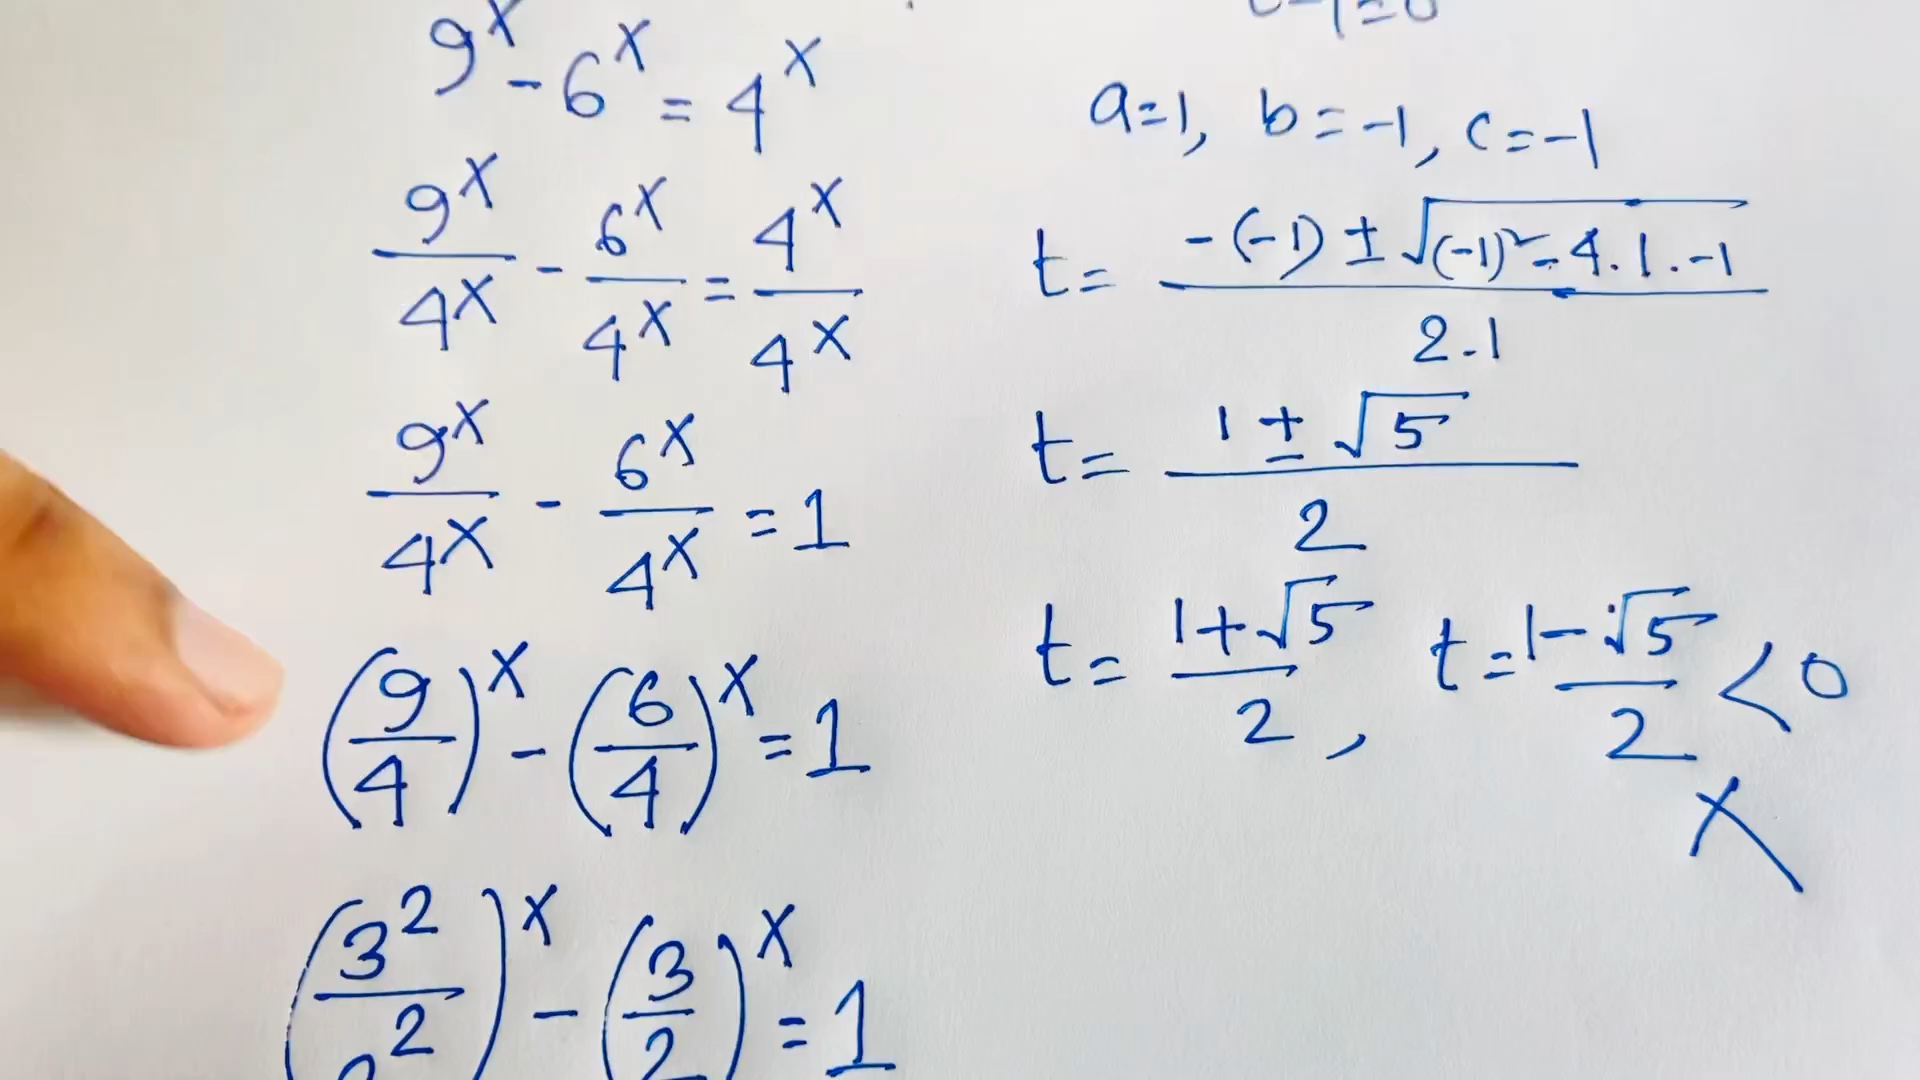 9^x - 6^x = 4^x
9^x/4^x - 6^x/4^x = 4^x/4^x
9^x/4^x - 6^x/4^x = 1
(9/4)^x - (6/4)^x = 1
(3^2/2^2)^x - (3/2)^x = 1
a=1, b=-1, c=-1
t= (-(-1) ± √((-1)^2 - 4.1.-1))/2.1
t= (1 ± √5)/2
t= (1+√5)/2, t= (1-√5)/2 < 0
X